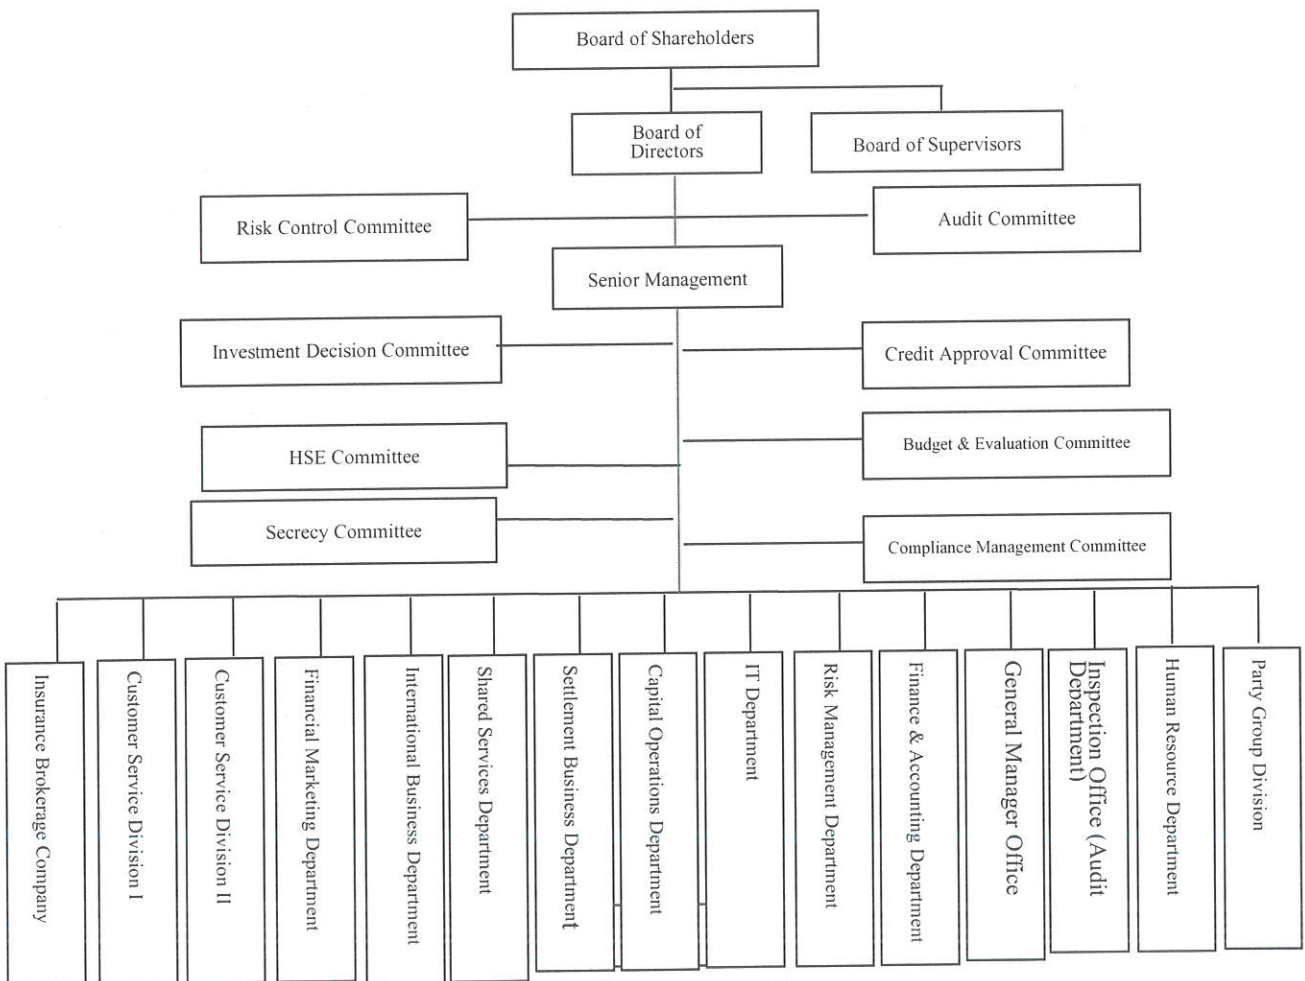 Board of Shareholders
Board of
Directors
Board of Supervisors
Risk Control Committee
Audit Committee
Senior Management
Investment Decision Committee
Credit Approval Committee
HSE Committee
Budget & Evaluation Committee
Secrecy Committee
Compliance Management Committee
Insurance Brokerage Company
Customer Service Division I
Customer Service Division II
Financial Marketing Department
International Business Department
Shared Services Department
Settlement Business Department
Capital Operations Department
IT Department
Risk Management Department
Finance & Accounting Department
General Manager Office
Inspection Office (Audit
Department)
Human Resource Department
Party Group Division